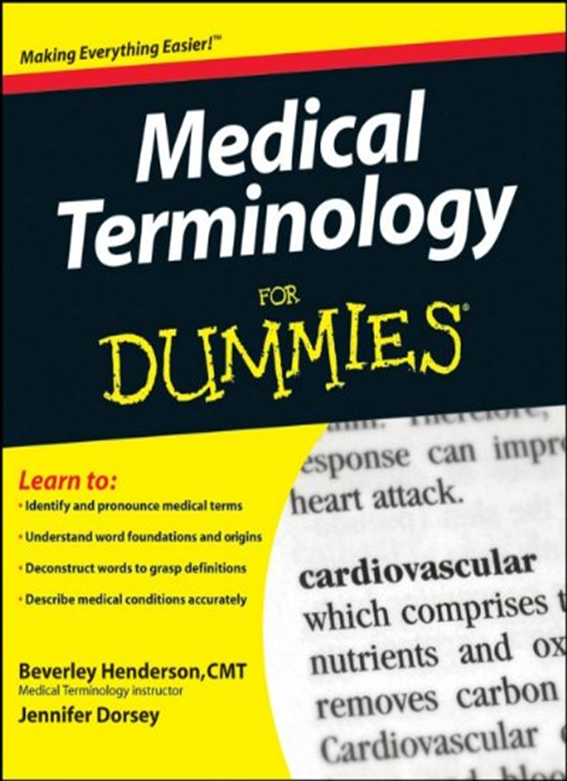 Making Everything Easier!™
Medical
Terminology
FOR
DUMMIES®
Learn to:
• Identify and pronounce medical terms
• Understand word foundations and origins
• Deconstruct words to grasp definitions
• Describe medical conditions accurately
Beverley Henderson, CMT
Medical Terminology instructor
Jennifer Dorsey
Therefore,
esponse can impr
heart attack.
cardiovascular
which comprises t
nutrients and ox
removes carbon
Cardiovascular